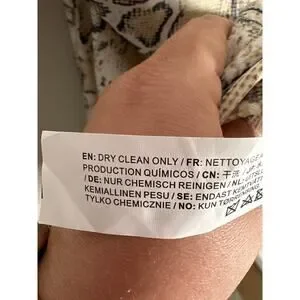 EN: DRY CLEAN ONLY / FR: NETTOYAGE
PRODUCTION QUÍMICOS / CN: 干洗
/ DE: NUR CHEMISCH REINIGEN / NL:
KEMIALLINEN PESU / SE: ENDAST KEMTVÄTT
TYLKO CHEMICZNIE / NO: KUN